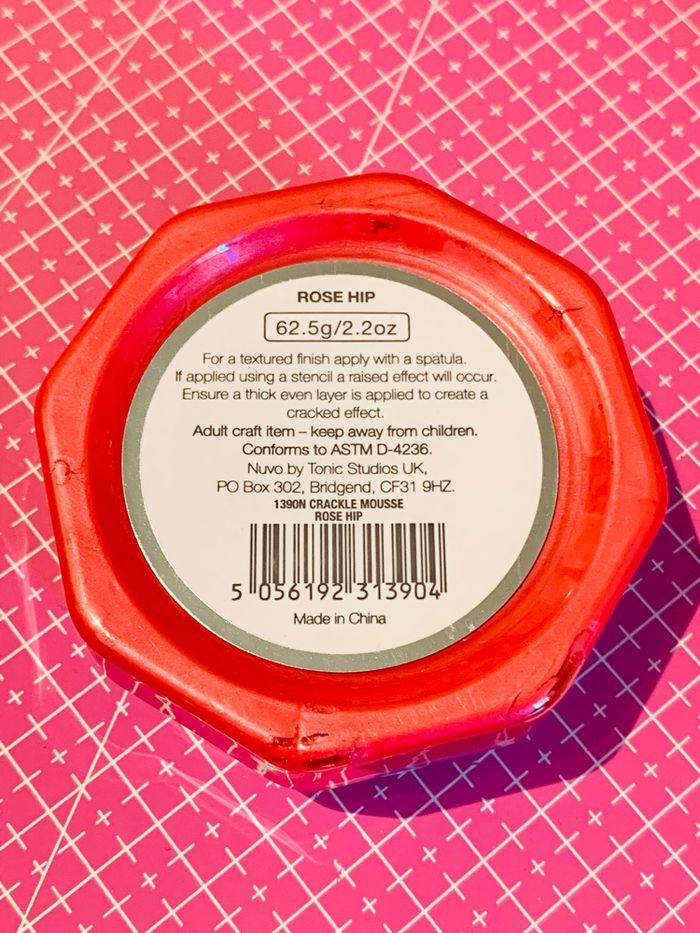 ROSE HIP
62.5g/2.2oz
For a textured finish apply with a spatula.
If applied using a stencil a raised effect will occur.
Ensure a thick even layer is applied to create a
cracked effect.
Adult craft item – keep away from children.
Conforms to ASTM D-4236.
Nuvo by Tonic Studios UK,
PO Box 302, Bridgend, CF31 9HZ.
1390N CRACKLE MOUSSE
ROSE HIP
5 056192 313904
Made in China